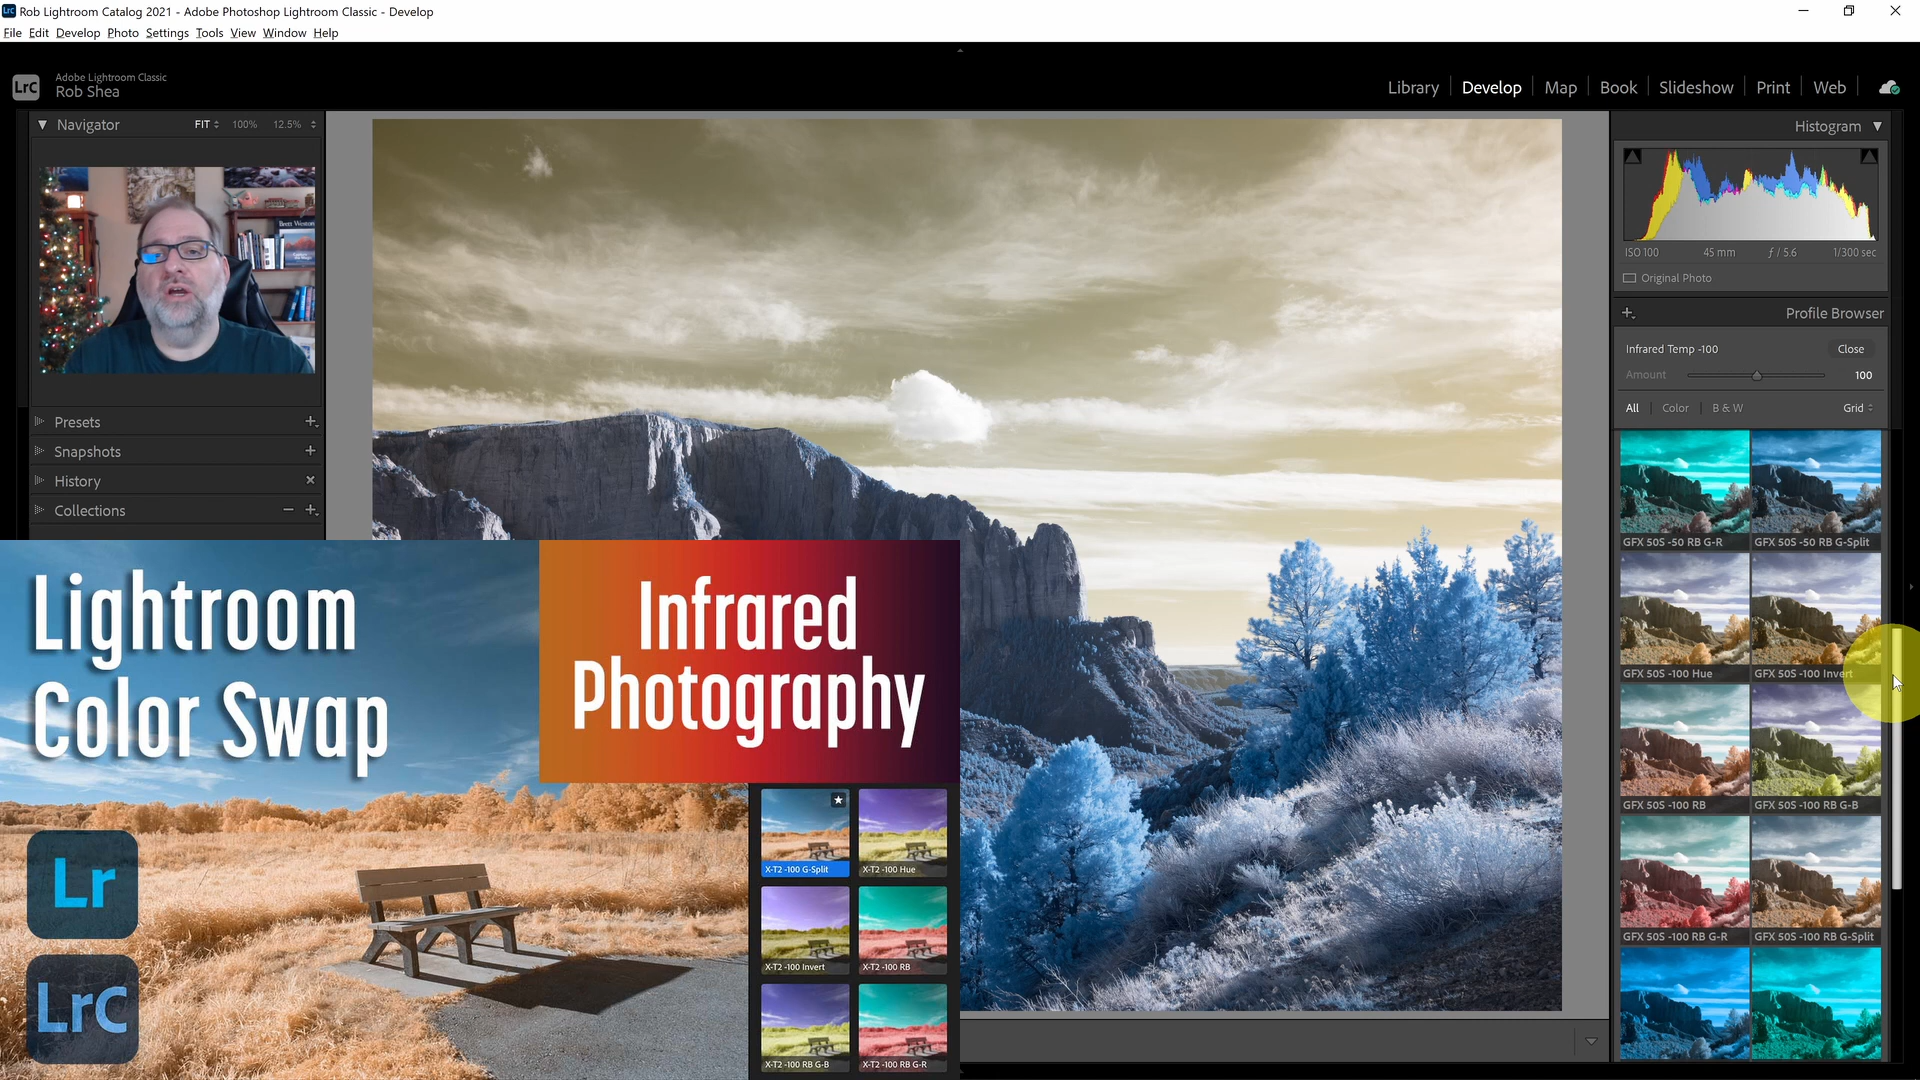 Rob Lightroom Catalog 2021 - Adobe Photoshop Lightroom Classic - Develop
File Edit Develop Photo Settings Tools View Window Help
LrC
Adobe Lightroom Classic
Rob Shea
Library Develop Map Book Slideshow Print Web
Navigator FIT 100% 12.5%
Brett Weston
Presets
Snapshots
History
Collections
Histogram
ISO 100 45 mm ƒ / 5.6 1/300 sec
Original Photo
Profile Browser
Infrared Temp -100 Close
Amount 100
All Color B & W Grid
GFX 50S -50 RB G-R GFX 50S -50 RB G-Split
GFX 50S -100 Hue GFX 50S -100 Invert
GFX 50S -100 RB GFX 50S -100 RB G-B
GFX 50S -100 RB G-R GFX 50S -100 RB G-Split
Lightroom
Color Swap
Infrared
Photography
Lr
LrC
X-T2 -100 G-Split X-T2 -100 Hue
X-T2 -100 Invert X-T2 -100 RB
X-T2 -100 RB G-B X-T2 -100 RB G-R